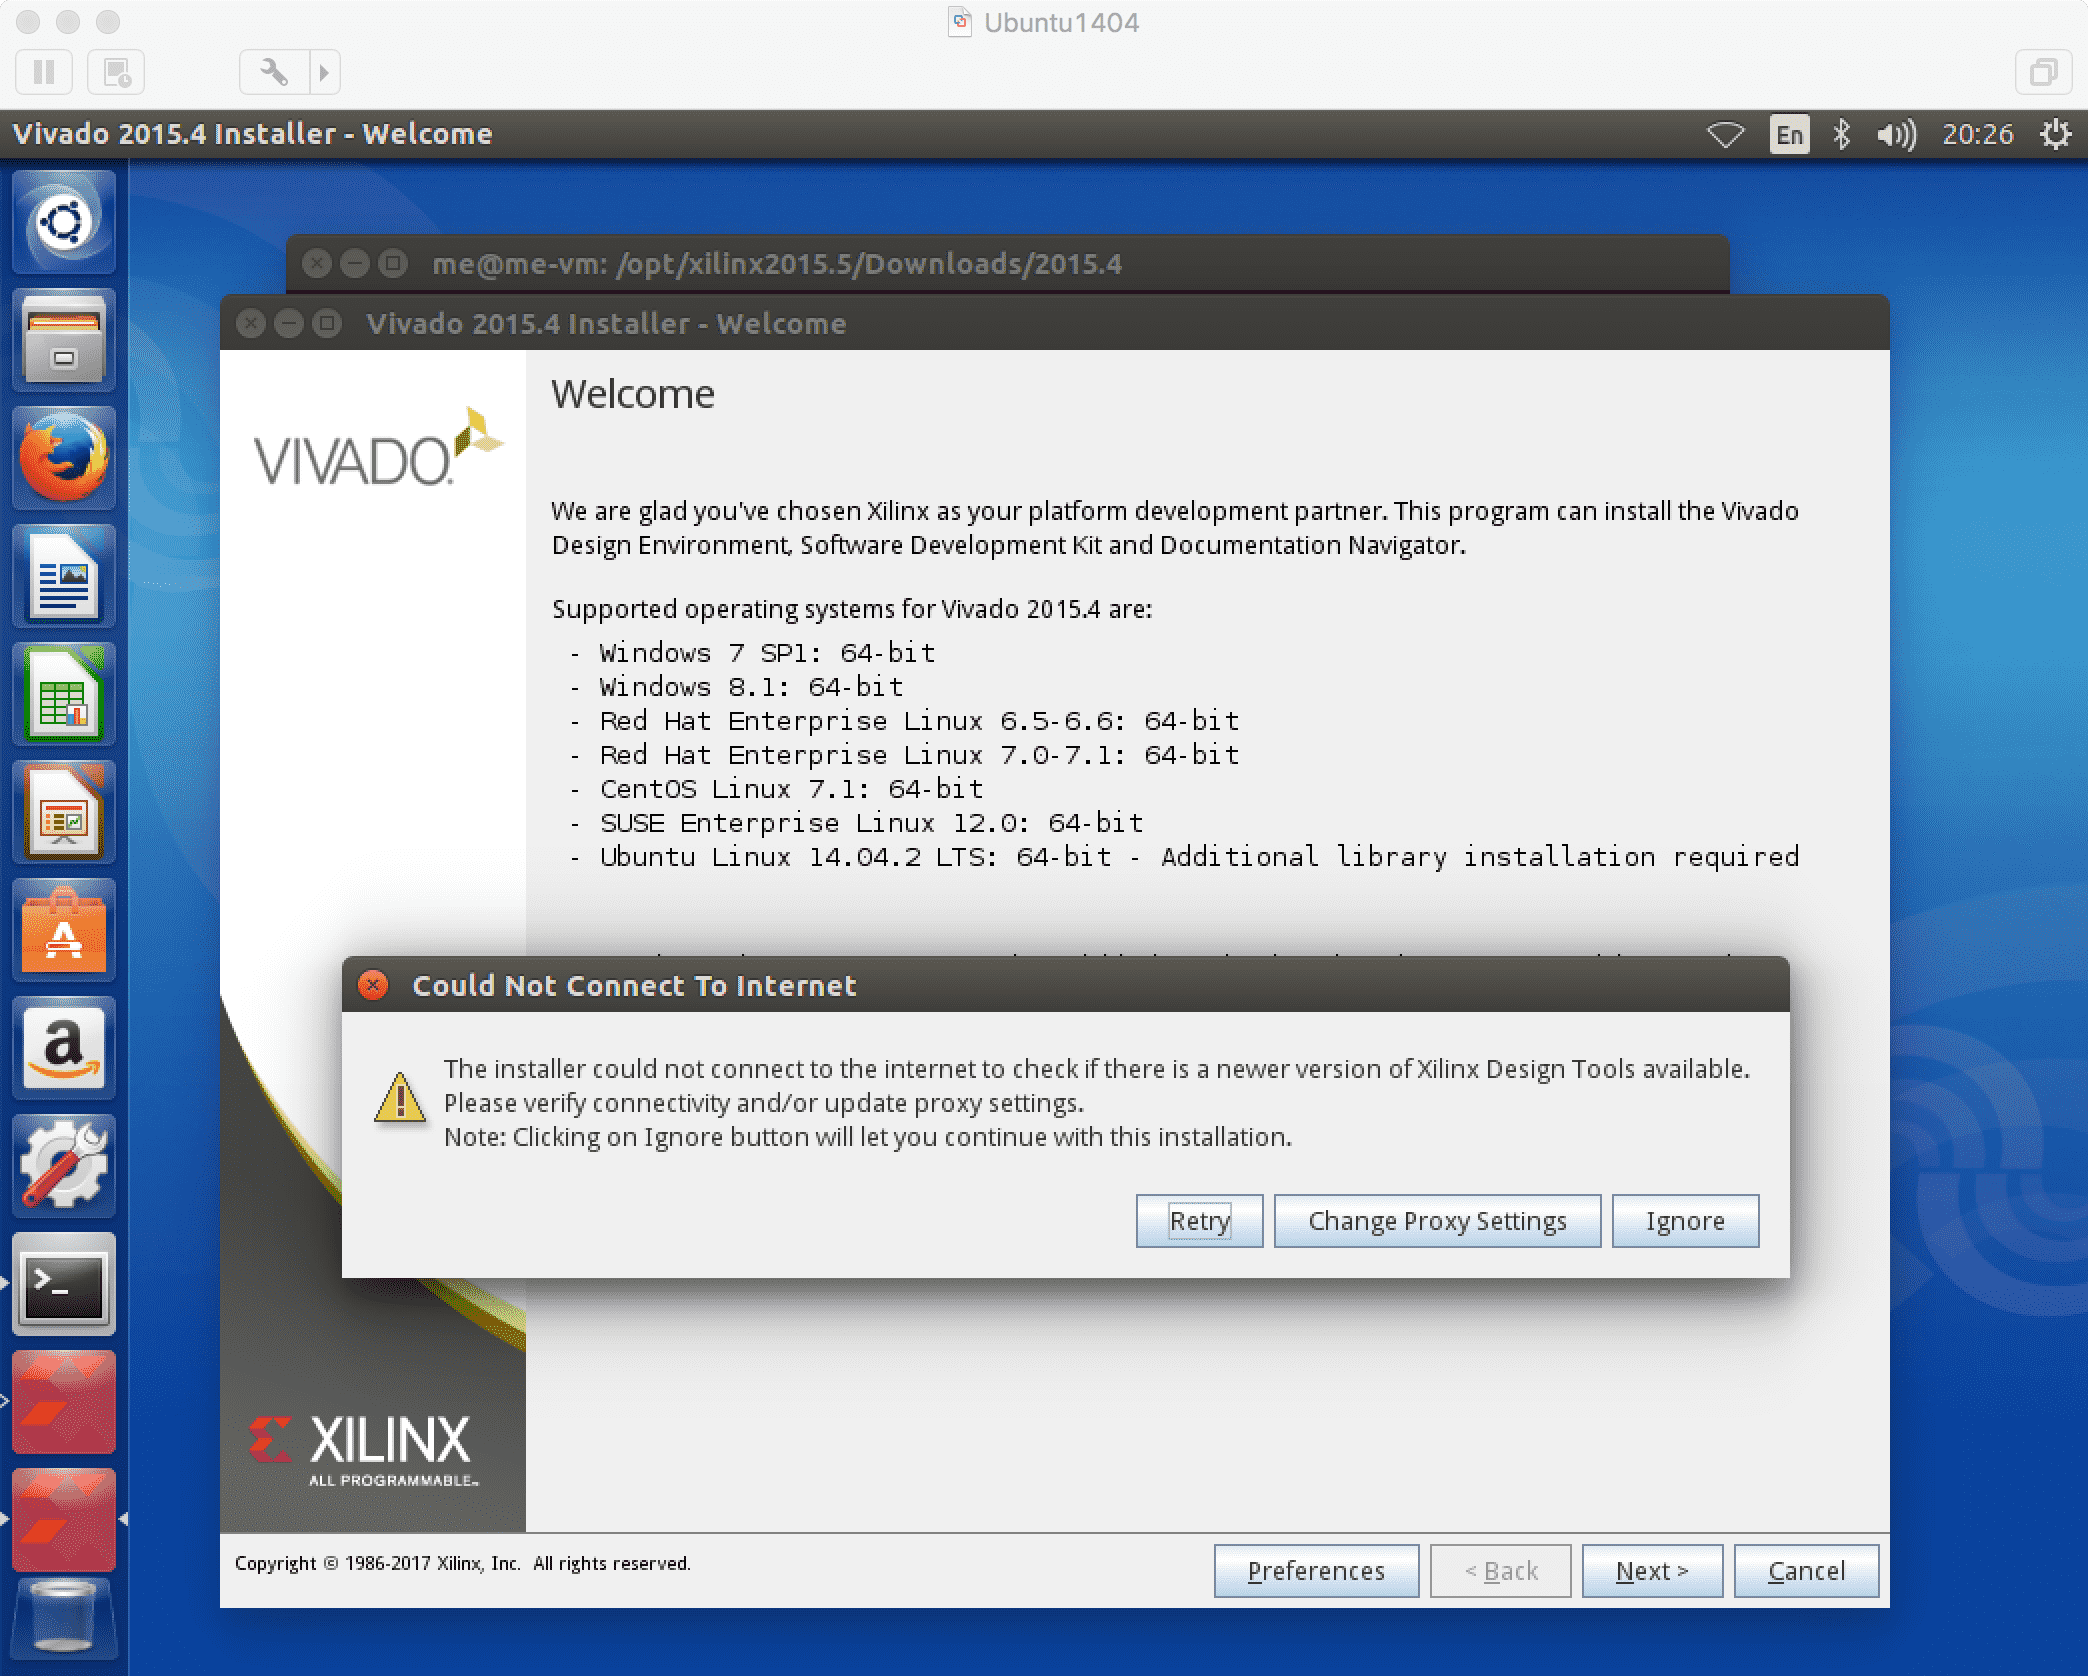 Ubuntu1404
Vivado 2015.4 Installer - Welcome
En
20:26
me@me-vm: /opt/xilinx2015.5/Downloads/2015.4
Vivado 2015.4 Installer - Welcome
VIVADO
Welcome
We are glad you've chosen Xilinx as your platform development partner. This program can install the Vivado
Design Environment, Software Development Kit and Documentation Navigator.
Supported operating systems for Vivado 2015.4 are:
- Windows 7 SP1: 64-bit
- Windows 8.1: 64-bit
- Red Hat Enterprise Linux 6.5-6.6: 64-bit
- Red Hat Enterprise Linux 7.0-7.1: 64-bit
- CentOS Linux 7.1: 64-bit
- SUSE Enterprise Linux 12.0: 64-bit
- Ubuntu Linux 14.04.2 LTS: 64-bit - Additional library installation required
Could Not Connect To Internet
The installer could not connect to the internet to check if there is a newer version of Xilinx Design Tools available.
Please verify connectivity and/or update proxy settings.
Note: Clicking on Ignore button will let you continue with this installation.
Retry
Change Proxy Settings
Ignore
XILINX
ALL PROGRAMMABLE™
Copyright © 1986-2017 Xilinx, Inc. All rights reserved.
Preferences
< Back
Next >
Cancel